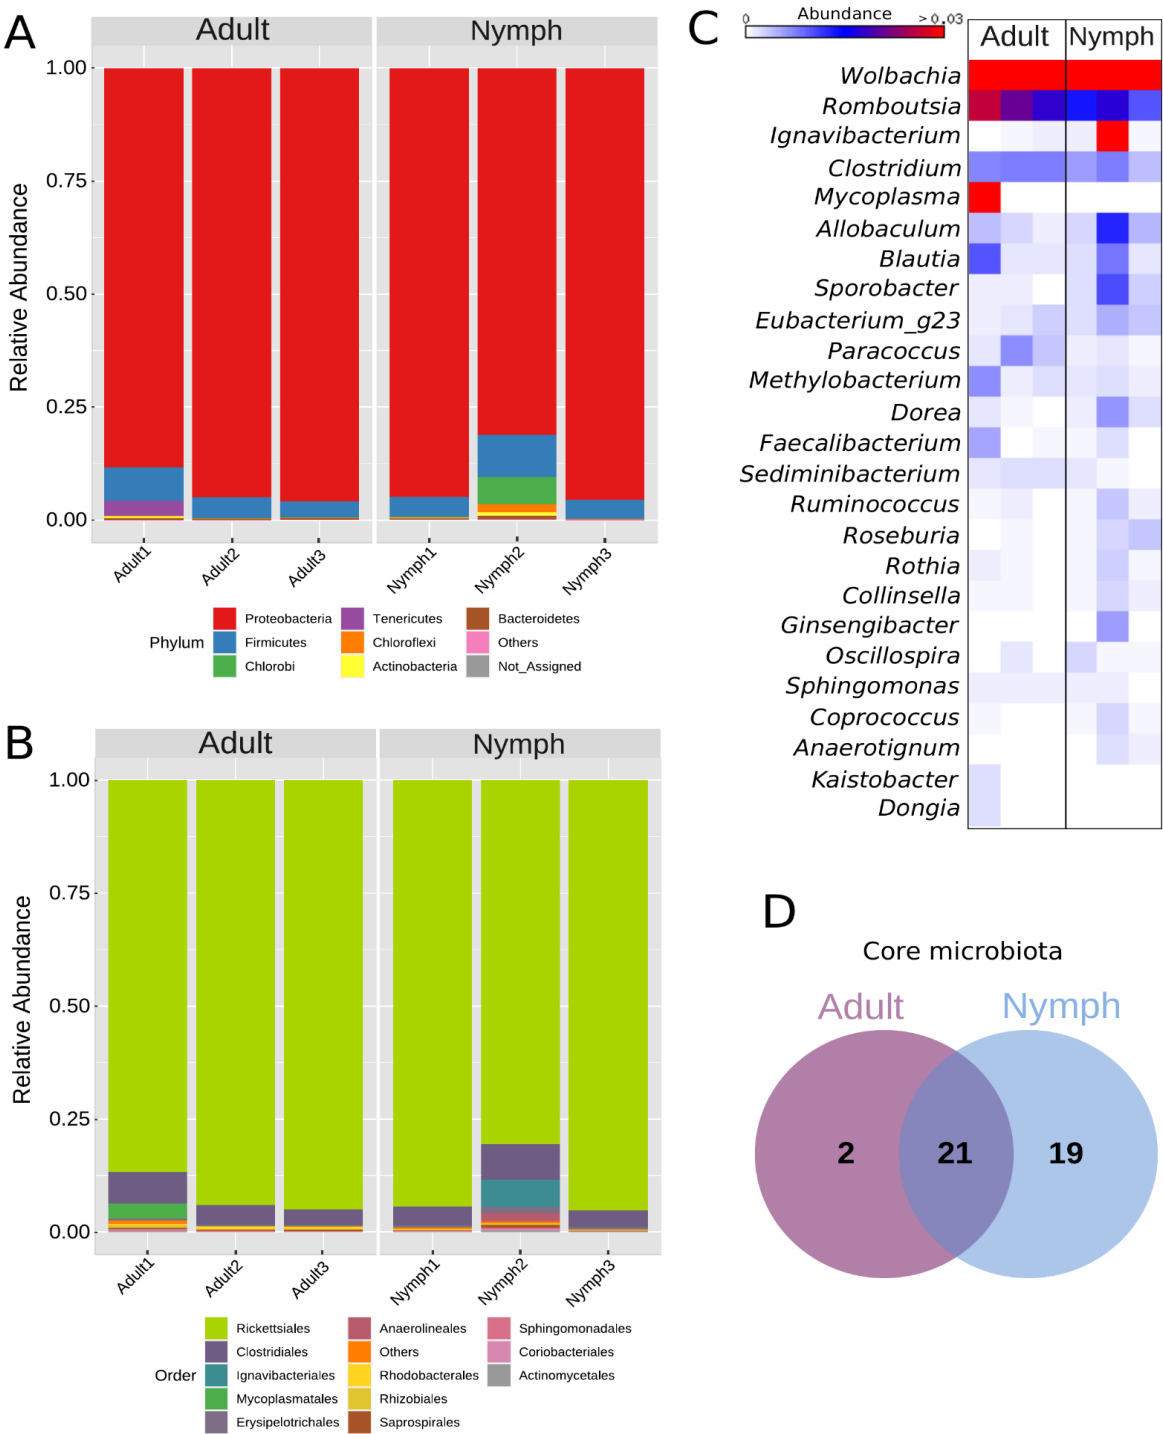 A
Adult Nymph
Relative Abundance
1.00
0.75
0.50
0.25
0.00
Adult1 Adult2 Adult3 Nymph1 Nymph2 Nymph3
Phylum
Proteobacteria Tenericutes Bacteroidetes
Firmicutes Chloroflexi Others
Chlorobi Actinobacteria Not_Assigned
B
Adult Nymph
Relative Abundance
1.00
0.75
0.50
0.25
0.00
Adult1 Adult2 Adult3 Nymph1 Nymph2 Nymph3
Order
Rickettsiales Anaerolineales Sphingomonadales
Clostridiales Others Coriobacteriales
Ignavibacteriales Rhodobacterales Actinomycetales
Mycoplasmatales Rhizobiales
Erysipelotrichales Saprospirales
C
0 Abundance > 0.03
Adult Nymph
Wolbachia
Romboutsia
Ignavibacterium
Clostridium
Mycoplasma
Allobaculum
Blautia
Sporobacter
Eubacterium_g23
Paracoccus
Methylobacterium
Dorea
Faecalibacterium
Sediminibacterium
Ruminococcus
Roseburia
Rothia
Collinsella
Ginsengibacter
Oscillospira
Sphingomonas
Coprococcus
Anaerotignum
Kaistobacter
Dongia
D
Core microbiota
Adult Nymph
2 21 19